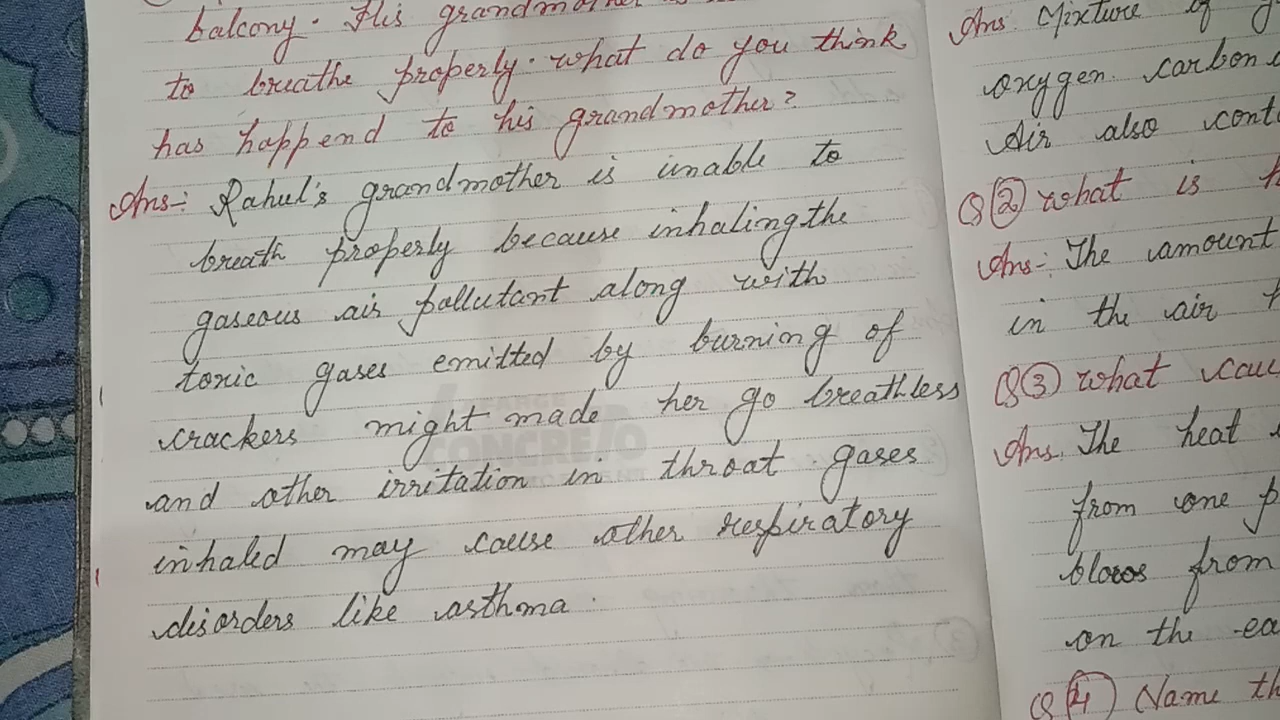 balcony. His grandmother
to breathe properly. what do you think
has happend to his grandmother?
Ans:- Rahul's grandmother is unable to
breath properly because inhaling the
gaseous air pollutant along with
toxic gases emitted by burning of
crackers might made her go breathless
and other irritation in throat. gases
inhaled may cause other respiratory
disorders like asthma.
Ans. Mixture of
oxygen. carbon
Air also cont
Q(2) what is
Ans:- The amount
in the air
Q(3) what cau
Ans. The heat
from one p
blows from
on the ea
Q(4) Name th